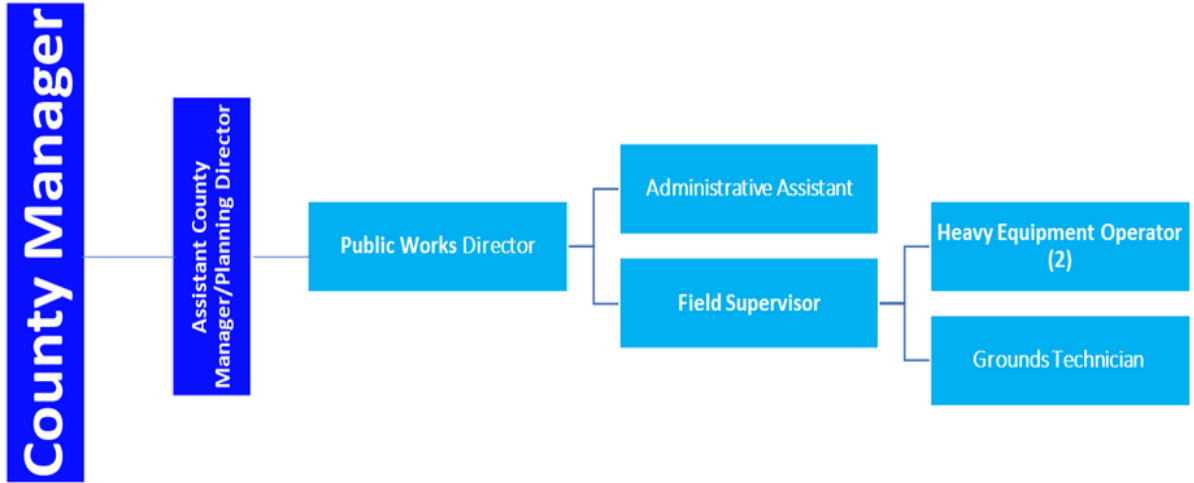 County Manager
Assistant County
Manager/Planning Director
Public Works Director
Administrative Assistant
Field Supervisor
Heavy Equipment Operator
(2)
Grounds Technician